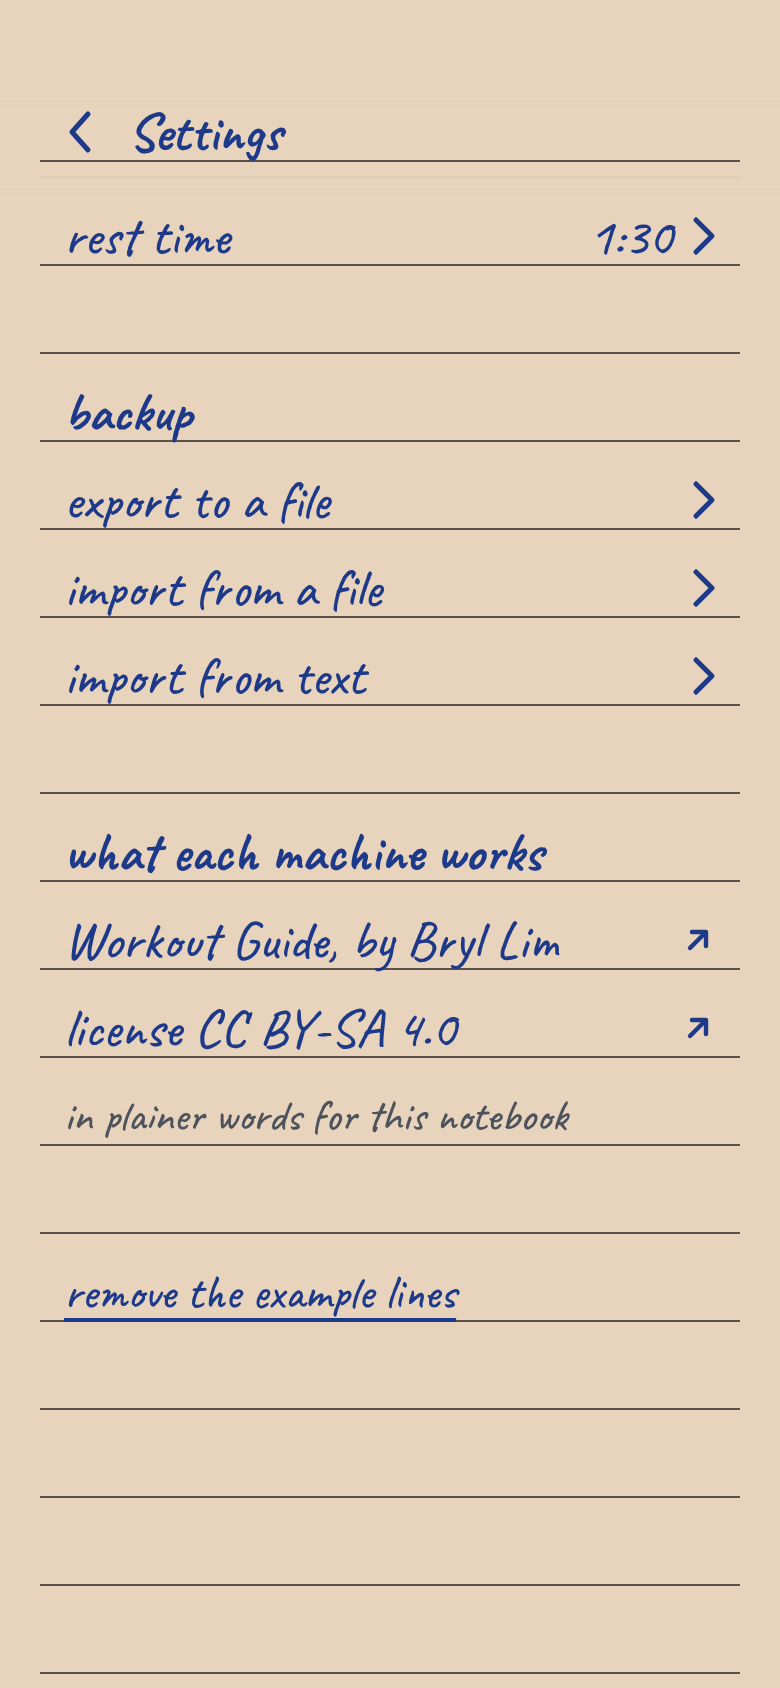 Settings
rest time 1:30
backup
export to a file
import from a file
import from text
what each machine works
Workout Guide, by Bryl Lim
license CC BY-SA 4.0
in plainer words for this notebook
remove the example lines